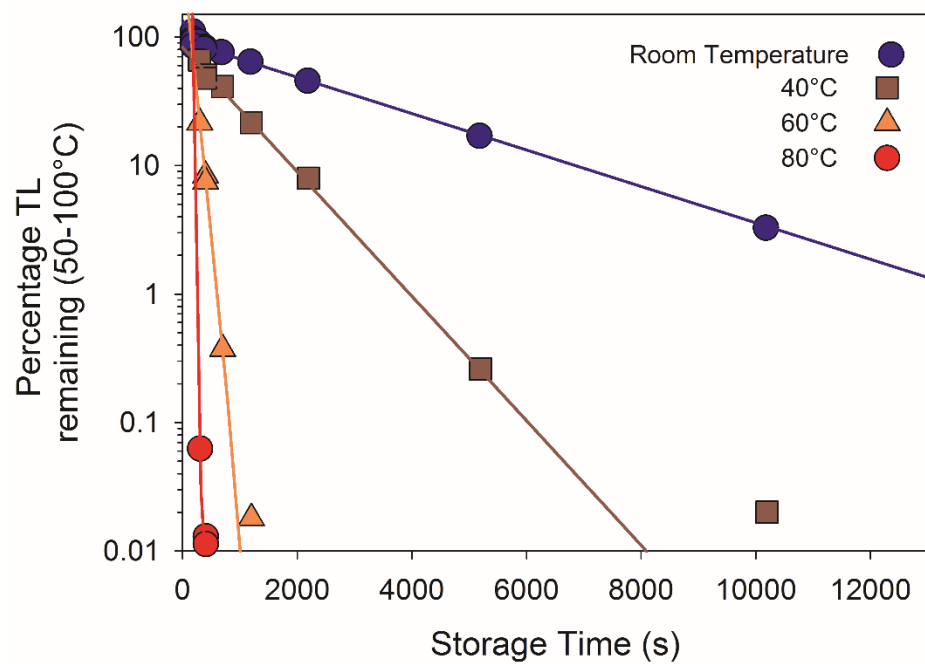 100
10
1
0.1
0.01
Percentage TL
remaining (50-100°C)
Room Temperature
40°C
60°C
80°C
0 2000 4000 6000 8000 10000 12000
Storage Time (s)